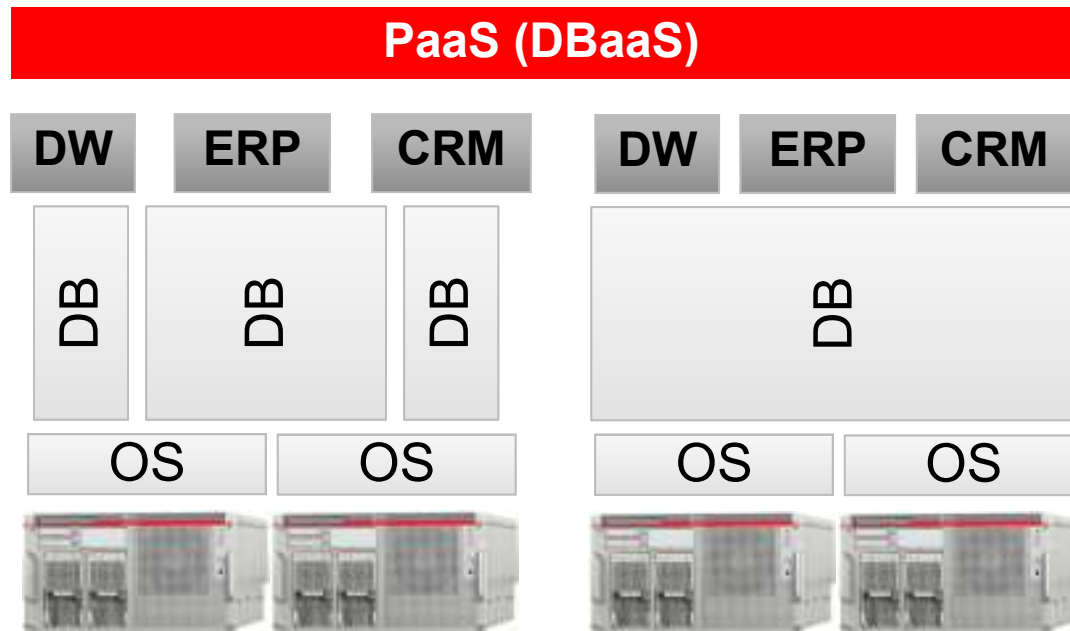 PaaS (DBaaS)
DW ERP CRM DW ERP CRM
DB DB DB DB
OS OS OS OS